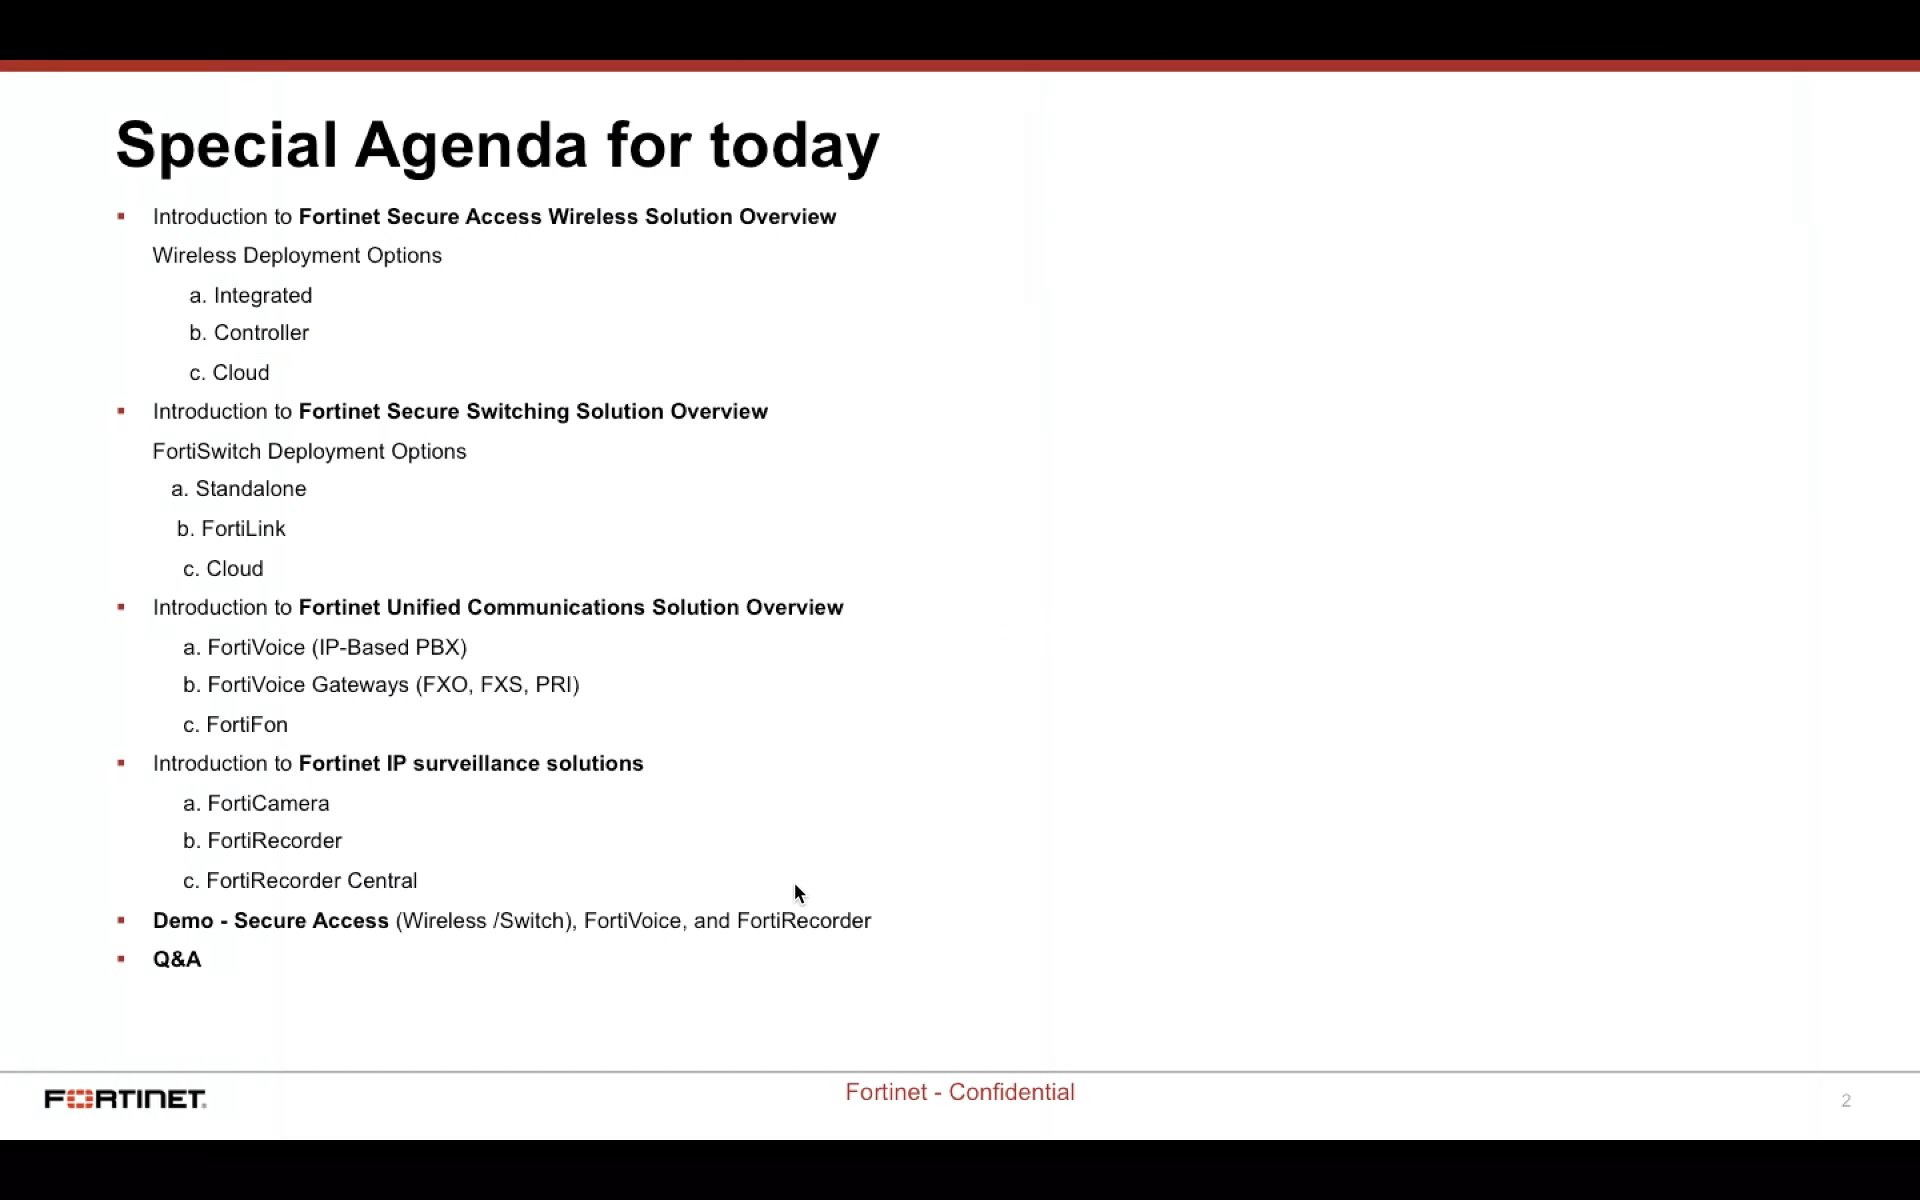 Special Agenda for today
▪ Introduction to Fortinet Secure Access Wireless Solution Overview
Wireless Deployment Options
a. Integrated
b. Controller
c. Cloud
▪ Introduction to Fortinet Secure Switching Solution Overview
FortiSwitch Deployment Options
a. Standalone
b. FortiLink
c. Cloud
▪ Introduction to Fortinet Unified Communications Solution Overview
a. FortiVoice (IP-Based PBX)
b. FortiVoice Gateways (FXO, FXS, PRI)
c. FortiFon
▪ Introduction to Fortinet IP surveillance solutions
a. FortiCamera
b. FortiRecorder
c. FortiRecorder Central
▪ Demo - Secure Access (Wireless /Switch), FortiVoice, and FortiRecorder
▪ Q&A
FORTINET
Fortinet - Confidential
2